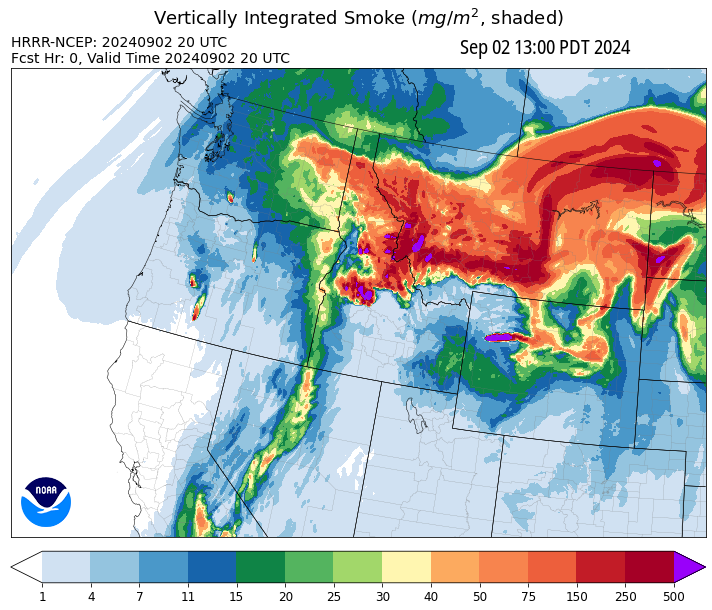 Vertically Integrated Smoke (mg/m², shaded)
HRRR-NCEP: 20240902 20 UTC
Fcst Hr: 0, Valid Time 20240902 20 UTC
Sep 02 13:00 PDT 2024
NOAA
1 4 7 11 15 20 25 30 40 50 75 150 250 500